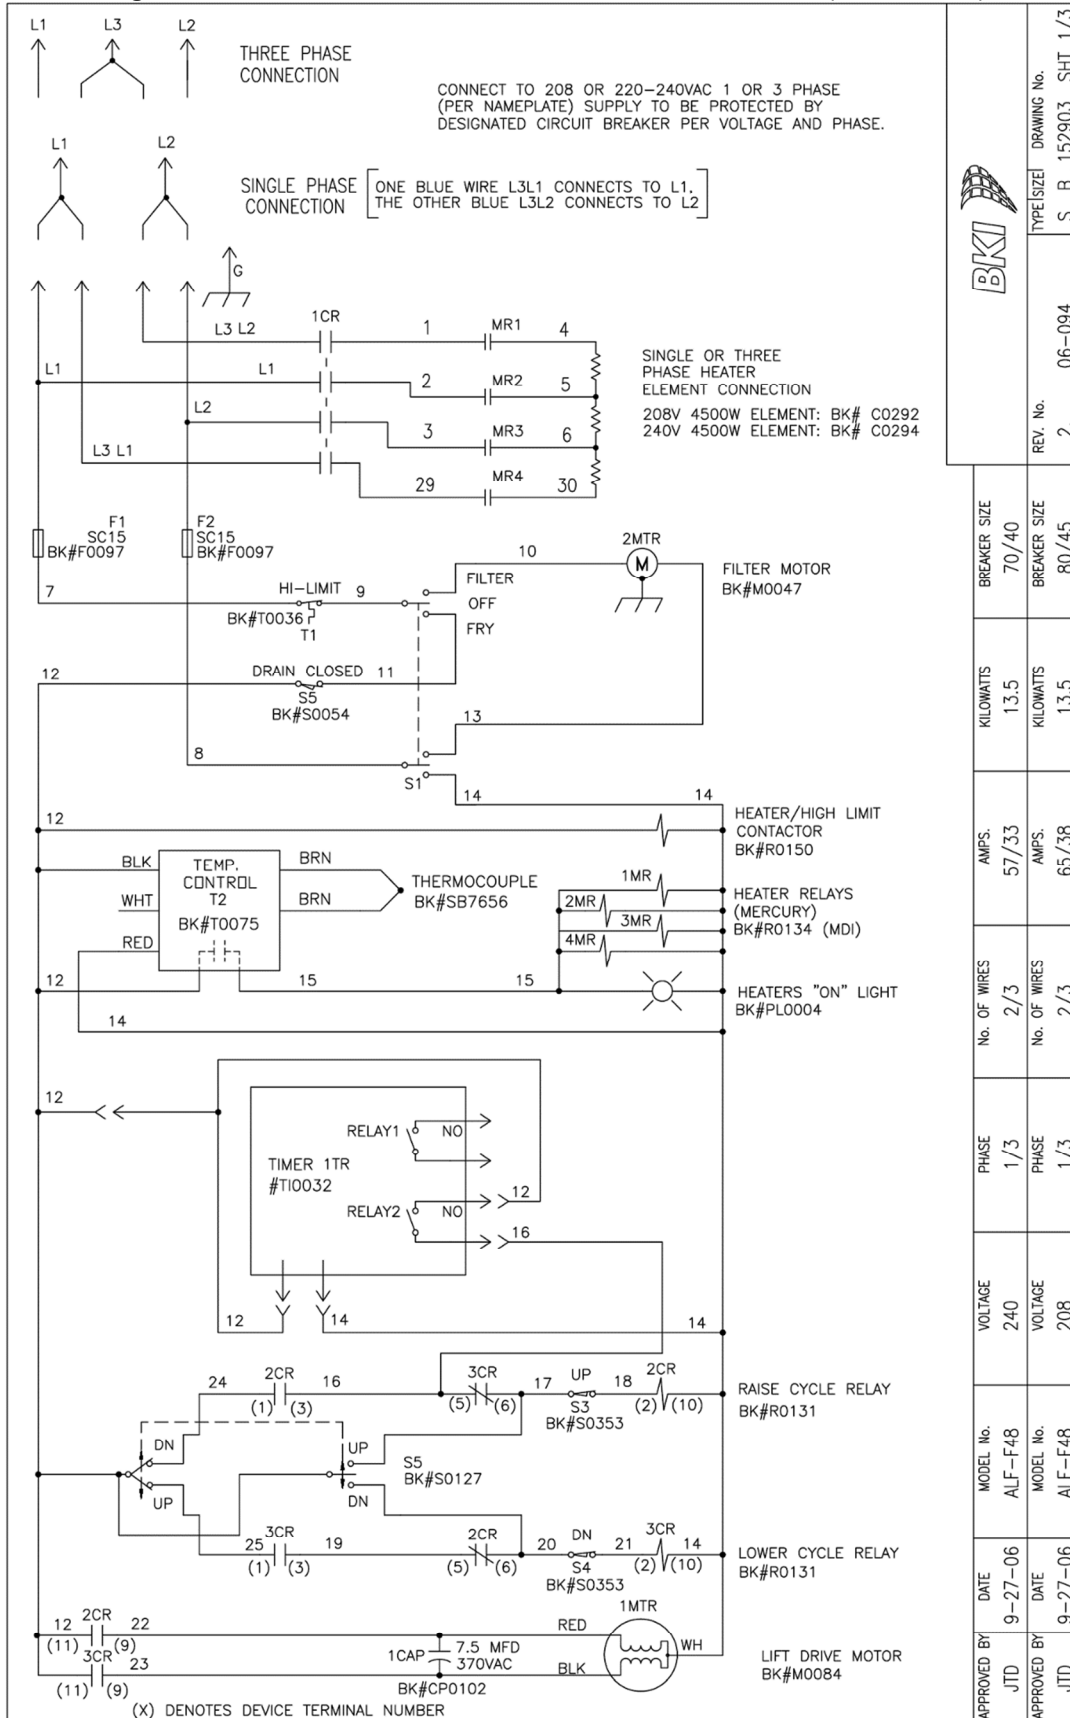 L1 L3 L2
THREE PHASE
CONNECTION
CONNECT TO 208 OR 220-240VAC 1 OR 3 PHASE
(PER NAMEPLATE) SUPPLY TO BE PROTECTED BY
DESIGNATED CIRCUIT BREAKER PER VOLTAGE AND PHASE.
L1 L2
SINGLE PHASE
CONNECTION
ONE BLUE WIRE L3L1 CONNECTS TO L1.
THE OTHER BLUE L3L2 CONNECTS TO L2
G
L3 L2 1CR 1 MR1 4
L1 L1 2 MR2 5
L2 3 MR3 6
L3 L1 29 MR4 30
SINGLE OR THREE
PHASE HEATER
ELEMENT CONNECTION
208V 4500W ELEMENT: BK# C0292
240V 4500W ELEMENT: BK# C0294
F1
SC15
BK#F0097
F2
SC15
BK#F0097
7 HI-LIMIT 9
BK#T0036
T1
FILTER
OFF
FRY
10 2MTR
M
FILTER MOTOR
BK#M0047
12 DRAIN CLOSED 11
S5
BK#S0054
13
8
S1
14 14
12
HEATER/HIGH LIMIT
CONTACTOR
BK#R0150
BLK
WHT
RED
TEMP.
CONTROL
T2
BK#T0075
BRN
BRN
THERMOCOUPLE
BK#SB7656
1MR
2MR
3MR
4MR
HEATER RELAYS
(MERCURY)
BK#R0134 (MDI)
12 15 15
HEATERS "ON" LIGHT
BK#PL0004
14
12
TIMER 1TR
#TI0032
RELAY1 NO
RELAY2 NO
12
16
12 14 14
24 2CR 16 3CR 17 UP 18 2CR
(1) (3) (5) (6) S3 (2) (10)
BK#S0353
RAISE CYCLE RELAY
BK#R0131
DN
UP
UP
DN
S5
BK#S0127
25 3CR 19 2CR 20 DN 21 3CR 14
(1) (3) (5) (6) S4 (2) (10)
BK#S0353
LOWER CYCLE RELAY
BK#R0131
12 2CR 22
(11) (9)
3CR 23
(11) (9)
1CAP 7.5 MFD
370VAC
BK#CP0102
RED
BLK
1MTR
WH
LIFT DRIVE MOTOR
BK#M0084
(X) DENOTES DEVICE TERMINAL NUMBER
BKI
TYPE SIZE DRAWING No.
S B 152903 SHT 1/3
REV. No.
2 06-094
APPROVED BY DATE MODEL No. VOLTAGE PHASE No. OF WIRES AMPS. KILOWATTS BREAKER SIZE
JTD 9-27-06 ALF-F48 240 1/3 2/3 57/33 13.5 70/40
APPROVED BY DATE MODEL No. VOLTAGE PHASE No. OF WIRES AMPS. KILOWATTS BREAKER SIZE
JTD 9-27-06 ALF-F48 208 1/3 2/3 65/38 13.5 80/45